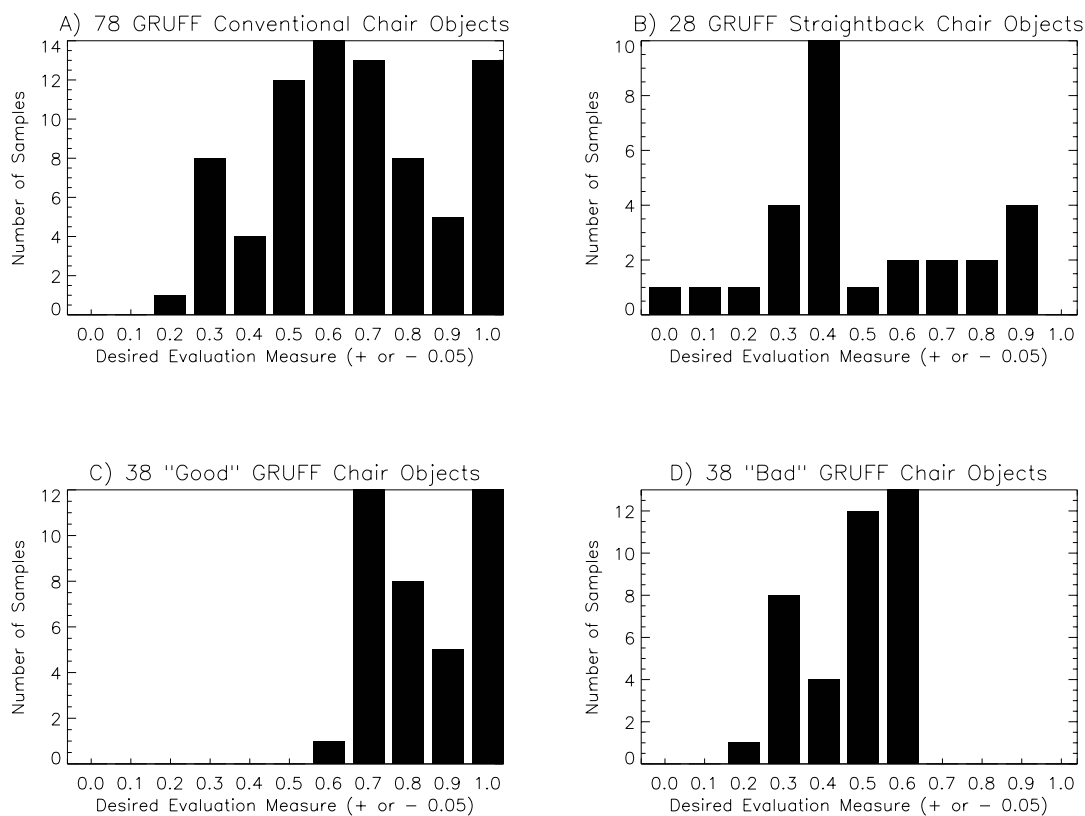 A) 78 GRUFF Conventional Chair Objects
14
12
10
8
6
4
2
0
Number of Samples
0.0 0.1 0.2 0.3 0.4 0.5 0.6 0.7 0.8 0.9 1.0
Desired Evaluation Measure (+ or − 0.05)
B) 28 GRUFF Straightback Chair Objects
10
8
6
4
2
0
Number of Samples
0.0 0.1 0.2 0.3 0.4 0.5 0.6 0.7 0.8 0.9 1.0
Desired Evaluation Measure (+ or − 0.05)
C) 38 "Good" GRUFF Chair Objects
12
10
8
6
4
2
0
Number of Samples
0.0 0.1 0.2 0.3 0.4 0.5 0.6 0.7 0.8 0.9 1.0
Desired Evaluation Measure (+ or − 0.05)
D) 38 "Bad" GRUFF Chair Objects
12
10
8
6
4
2
0
Number of Samples
0.0 0.1 0.2 0.3 0.4 0.5 0.6 0.7 0.8 0.9 1.0
Desired Evaluation Measure (+ or − 0.05)